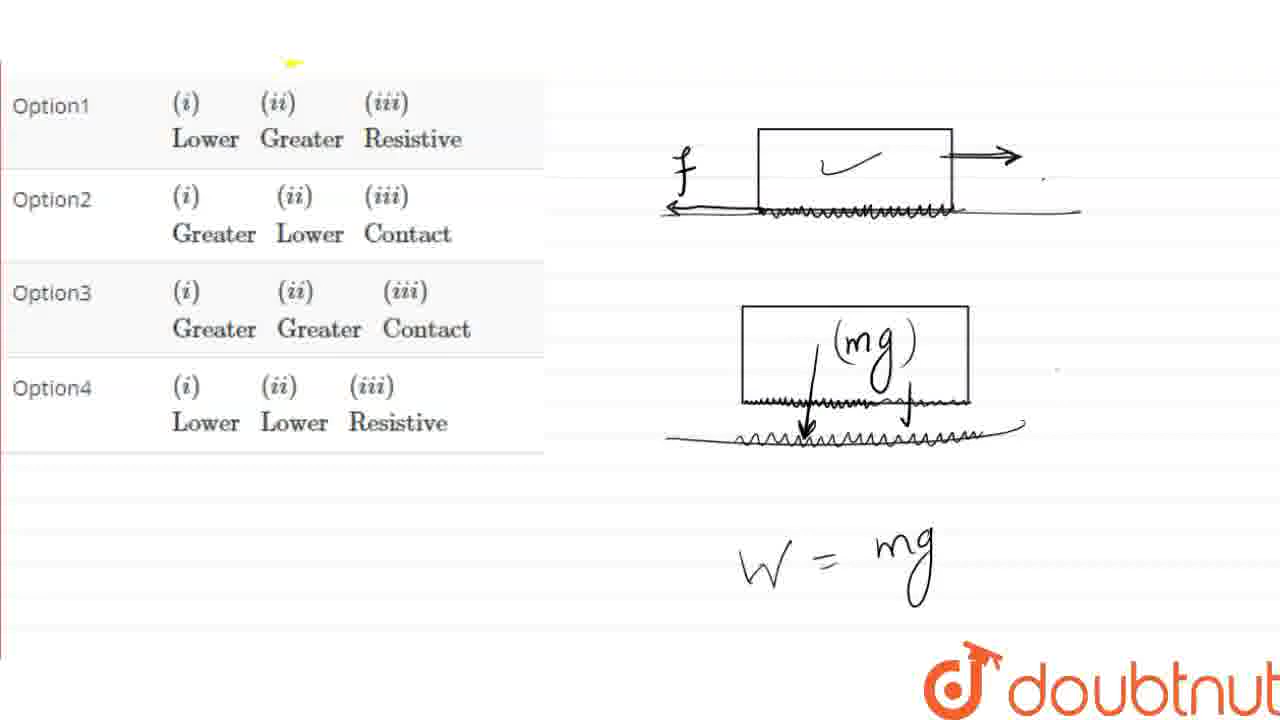 Option1 (i) (ii) (iii)
Lower Greater Resistive
Option2 (i) (ii) (iii)
Greater Lower Contact
Option3 (i) (ii) (iii)
Greater Greater Contact
Option4 (i) (ii) (iii)
Lower Lower Resistive
f
(mg)
W = mg
doubtnut